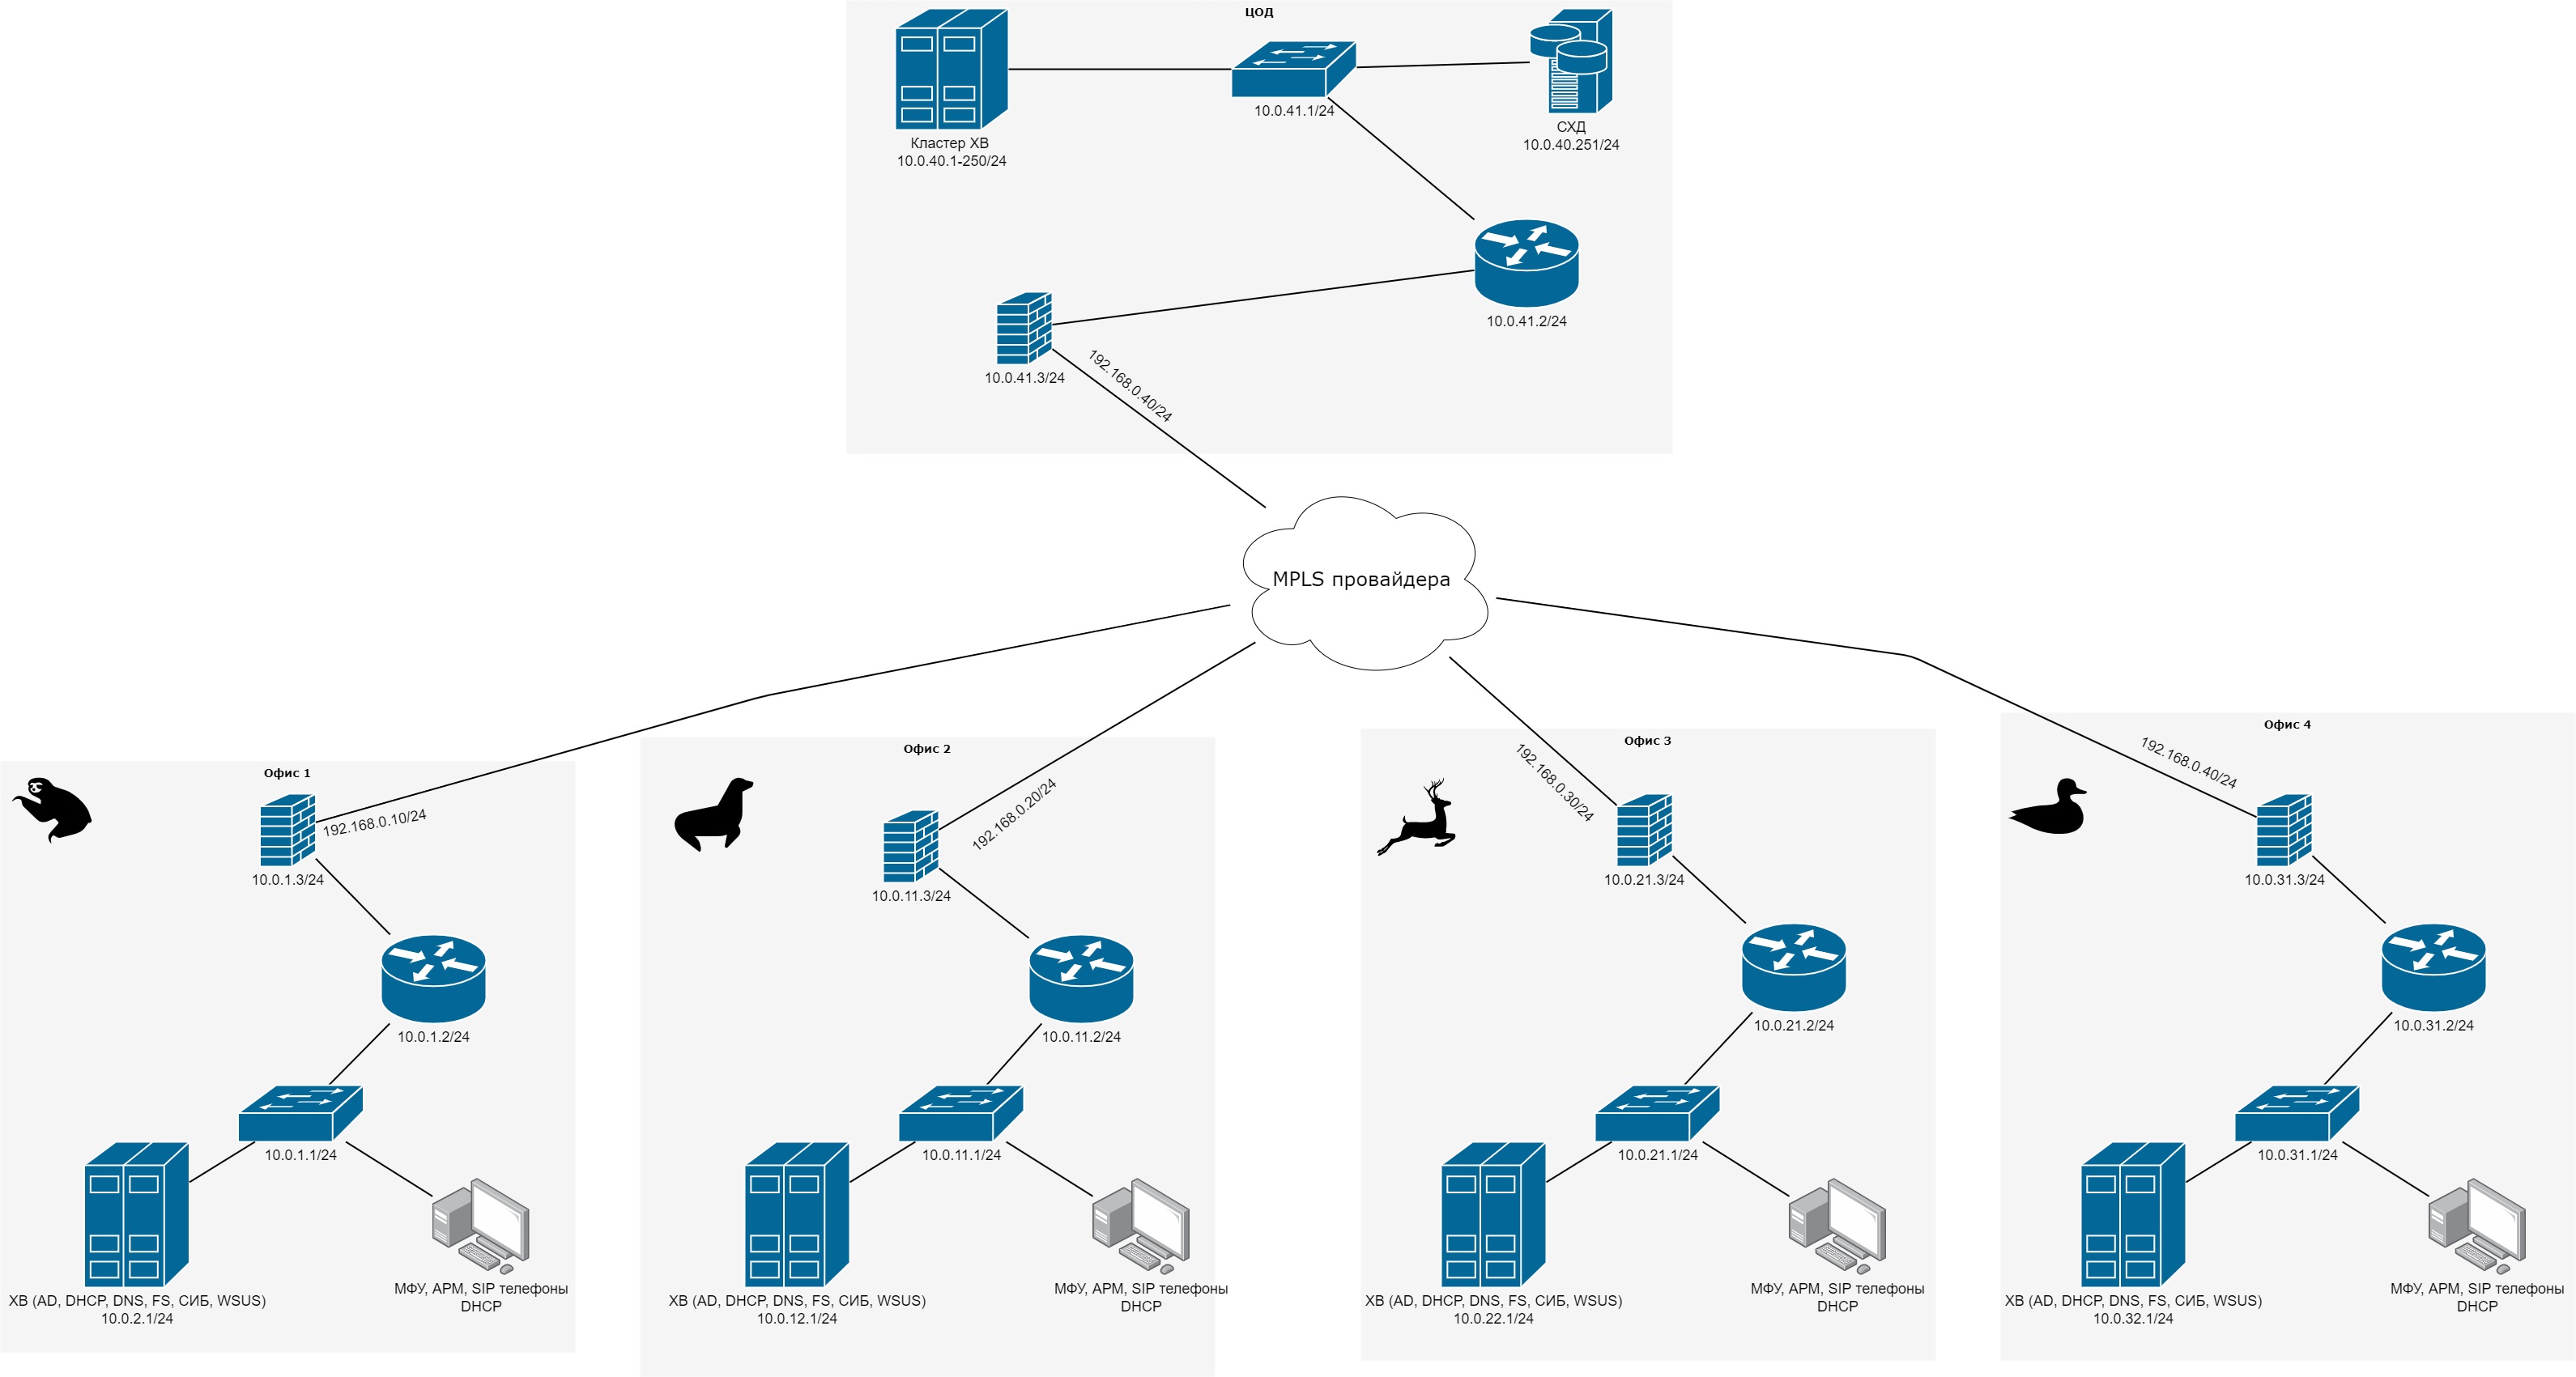 ЦОД
Кластер ХВ
10.0.40.1-250/24
10.0.41.1/24
СХД
10.0.40.251/24
10.0.41.2/24
10.0.41.3/24
192.168.0.40/24
MPLS провайдера
Офис 1
192.168.0.10/24
10.0.1.3/24
10.0.1.2/24
10.0.1.1/24
ХВ (AD, DHCP, DNS, FS, СИБ, WSUS)
10.0.2.1/24
МФУ, АРМ, SIP телефоны
DHCP
Офис 2
192.168.0.20/24
10.0.11.3/24
10.0.11.2/24
10.0.11.1/24
ХВ (AD, DHCP, DNS, FS, СИБ, WSUS)
10.0.12.1/24
МФУ, АРМ, SIP телефоны
DHCP
Офис 3
192.168.0.30/24
10.0.21.3/24
10.0.21.2/24
10.0.21.1/24
ХВ (AD, DHCP, DNS, FS, СИБ, WSUS)
10.0.22.1/24
МФУ, АРМ, SIP телефоны
DHCP
Офис 4
192.168.0.40/24
10.0.31.3/24
10.0.31.2/24
10.0.31.1/24
ХВ (AD, DHCP, DNS, FS, СИБ, WSUS)
10.0.32.1/24
МФУ, АРМ, SIP телефоны
DHCP